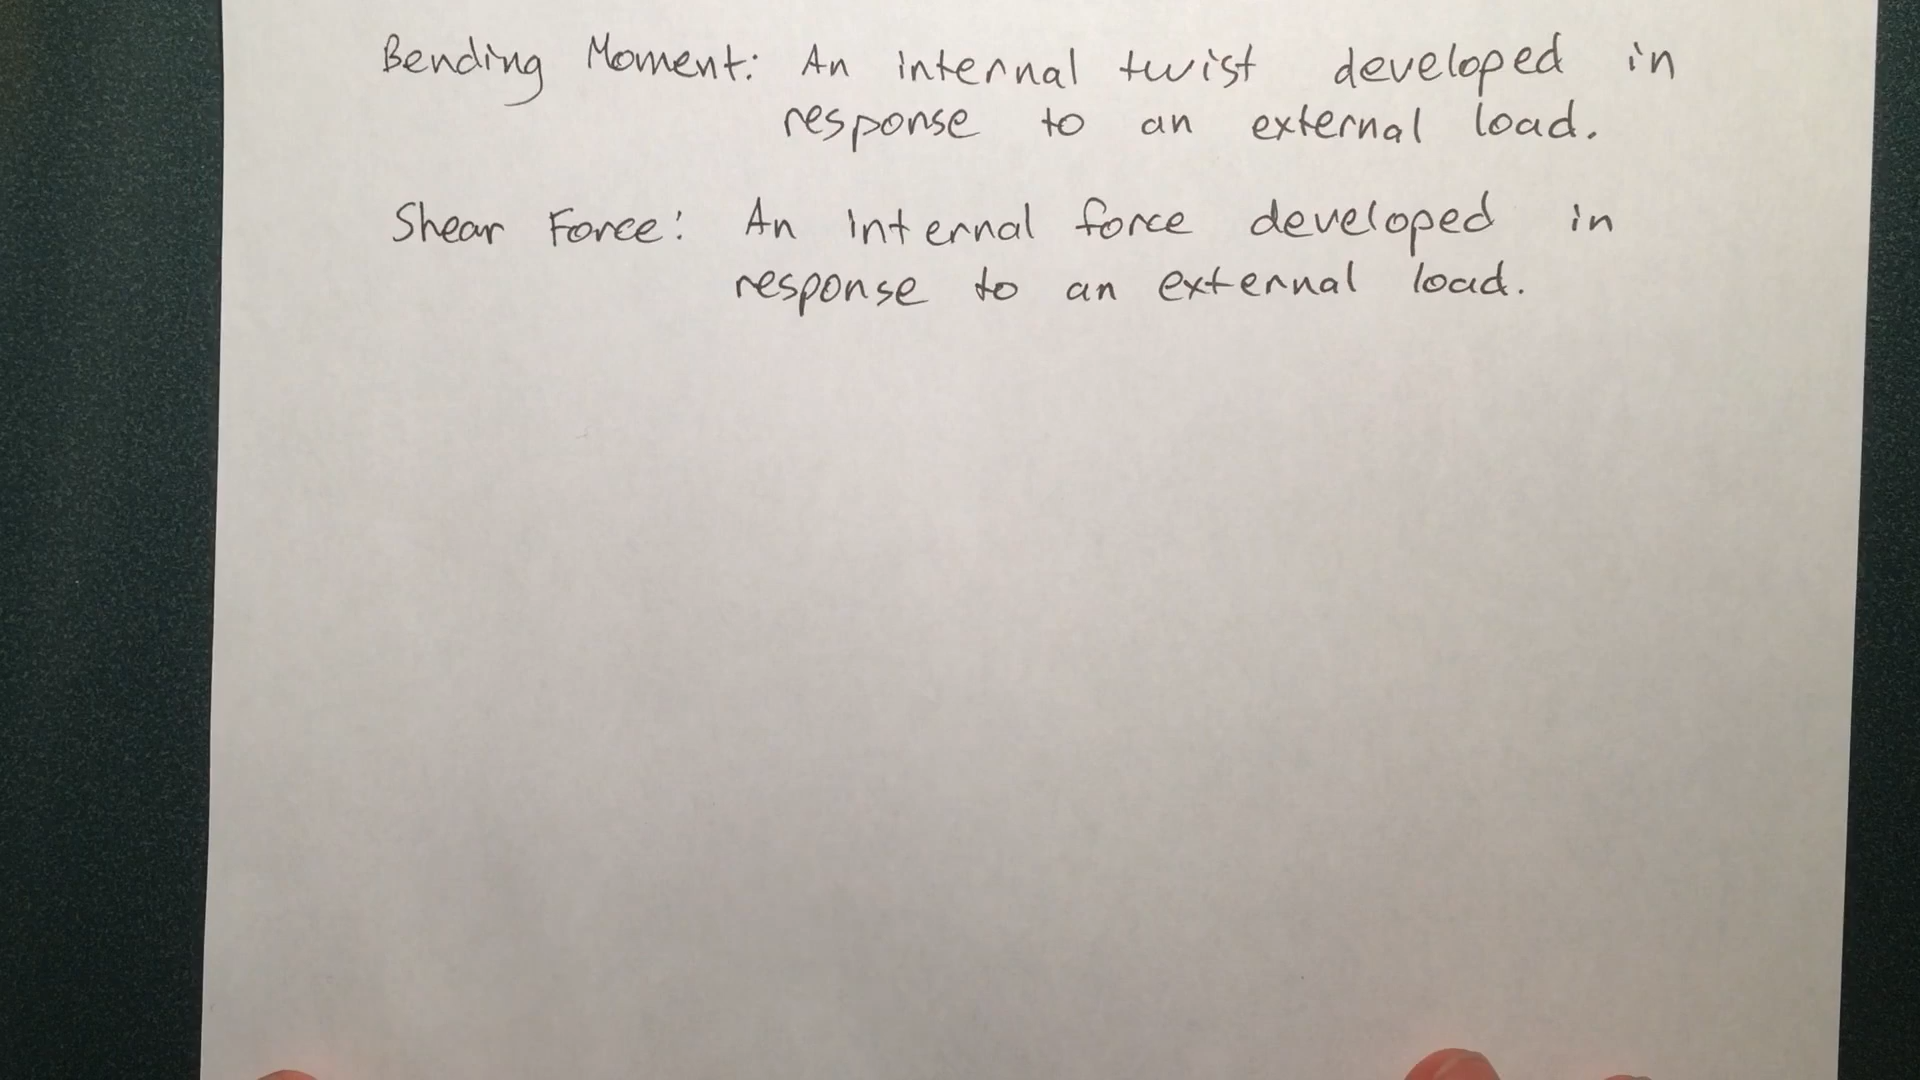 Bending Moment: An internal twist developed in
response to an external load.
Shear Force: An internal force developed in
response to an external load.